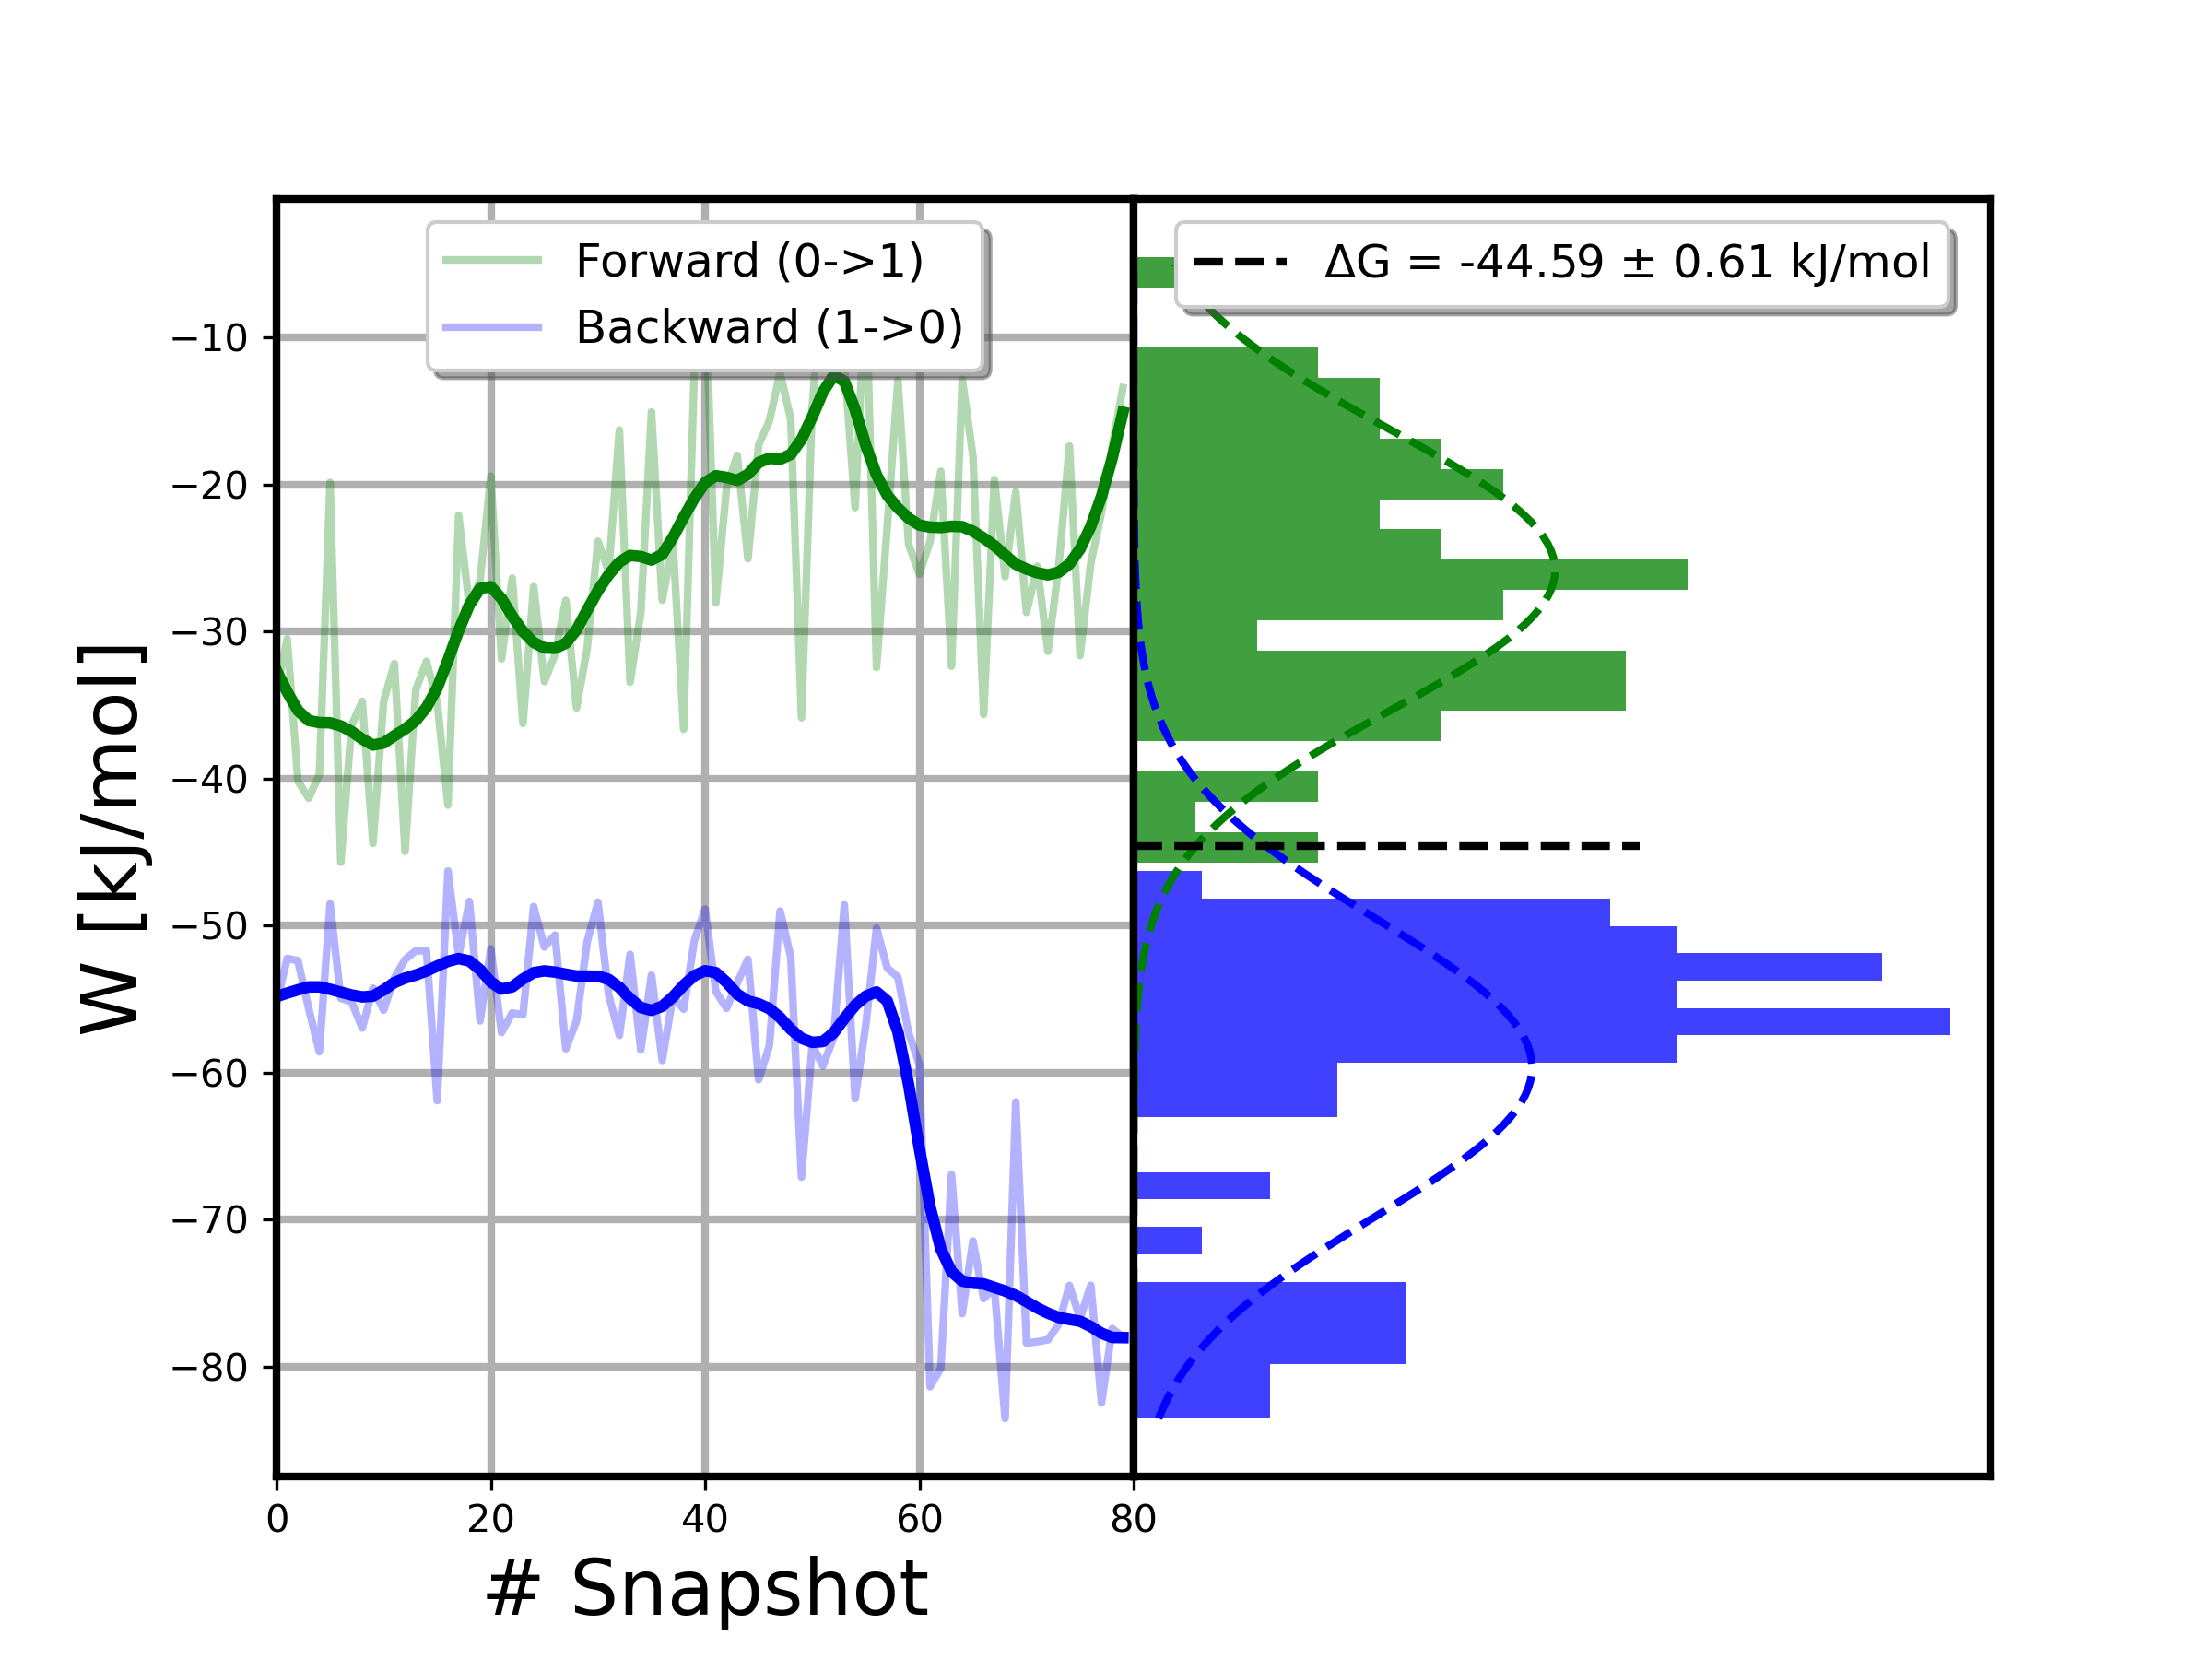 Forward (0->1)
Backward (1->0)
ΔG = -44.59 ± 0.61 kJ/mol
W [kJ/mol]
−10
−20
−30
−40
−50
−60
−70
−80
0 20 40 60 80
# Snapshot